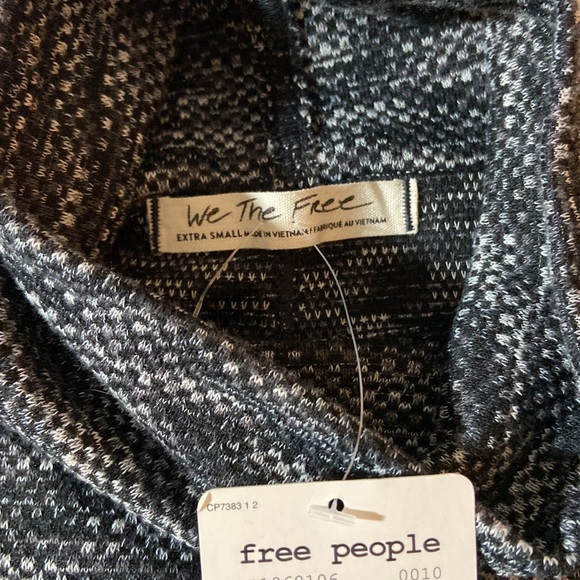 We The Free
EXTRA SMALL MADE IN VIETNAM / FABRIQUÉ AU VIETNAM
CP7383 1 2
free people
0010